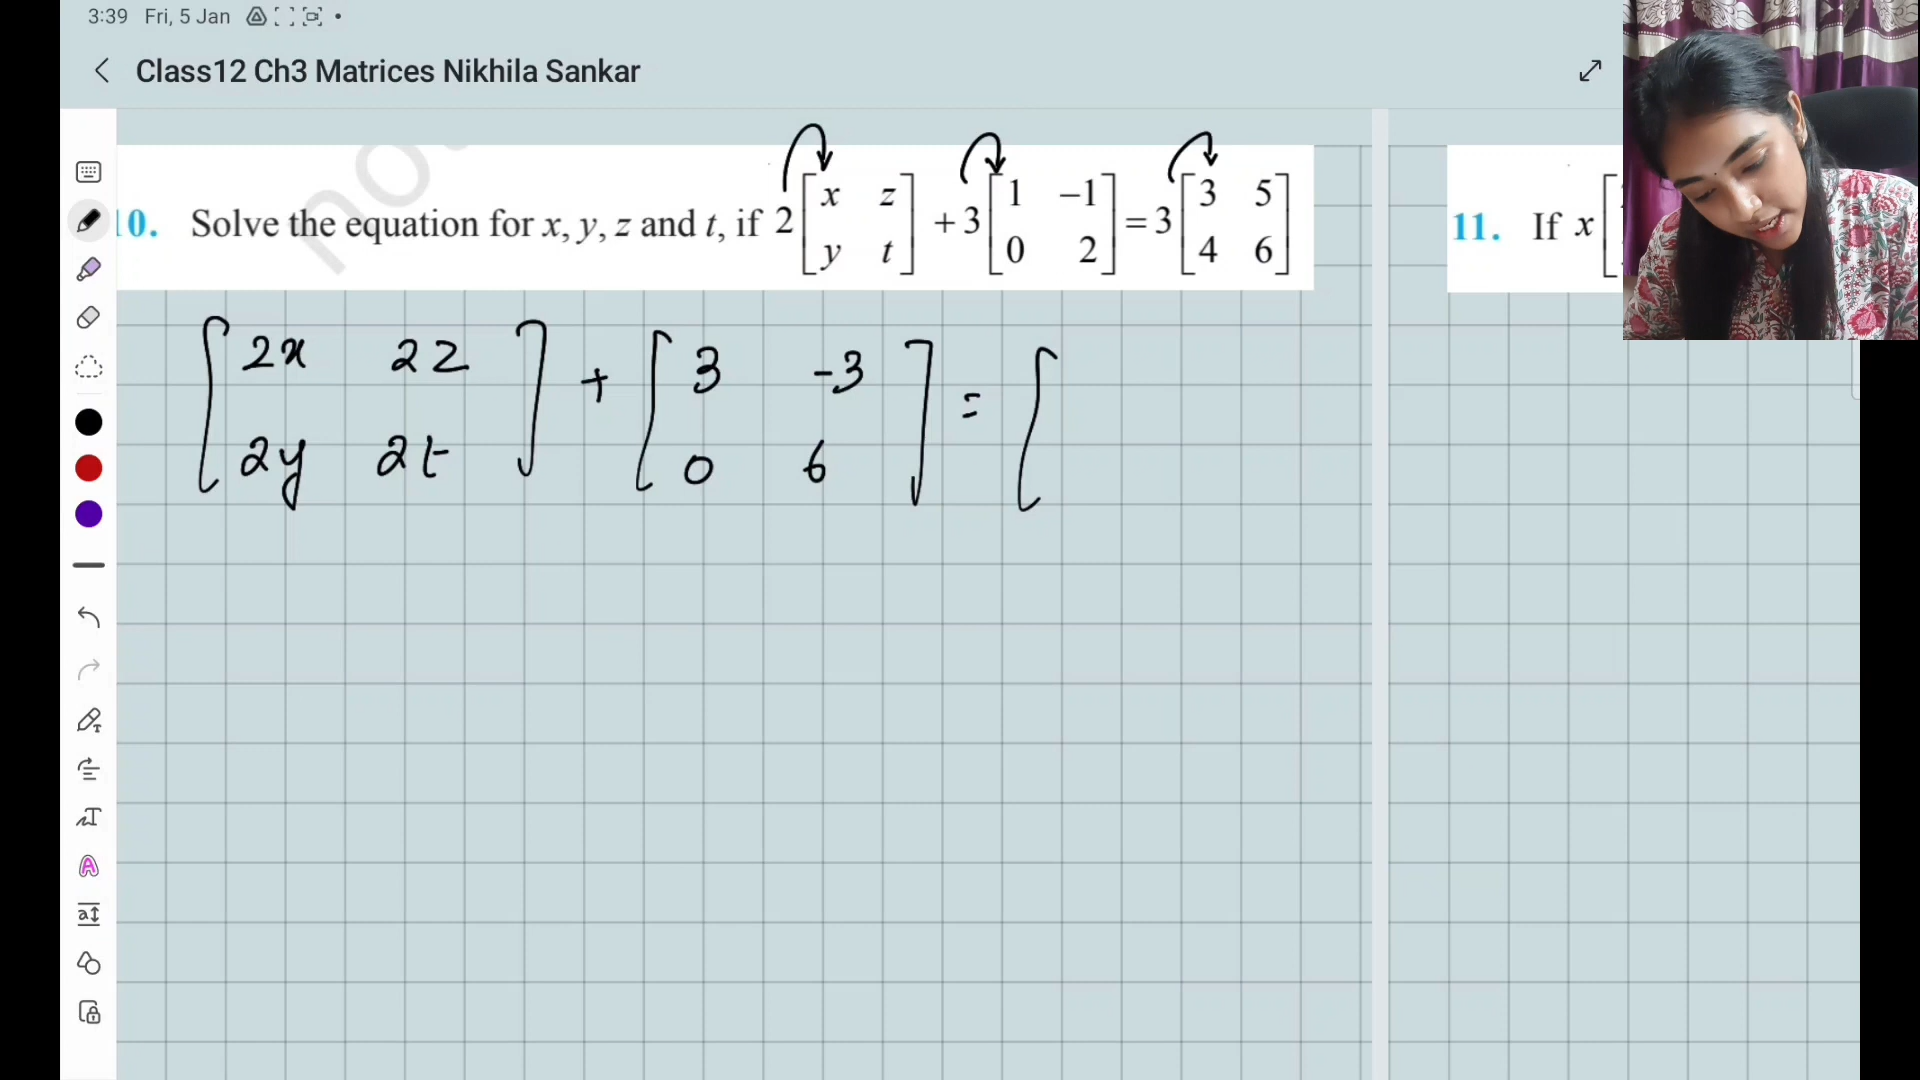 3:39 Fri, 5 Jan
Class12 Ch3 Matrices Nikhila Sankar
not
10. Solve the equation for x, y, z and t, if 2 [x z] + 3 [1 −1] = 3 [3 5]
[y t] [0 2] [4 6]
11. If x [
[2x 2z] + [3 -3] = [
[2y 2t] [0 6]